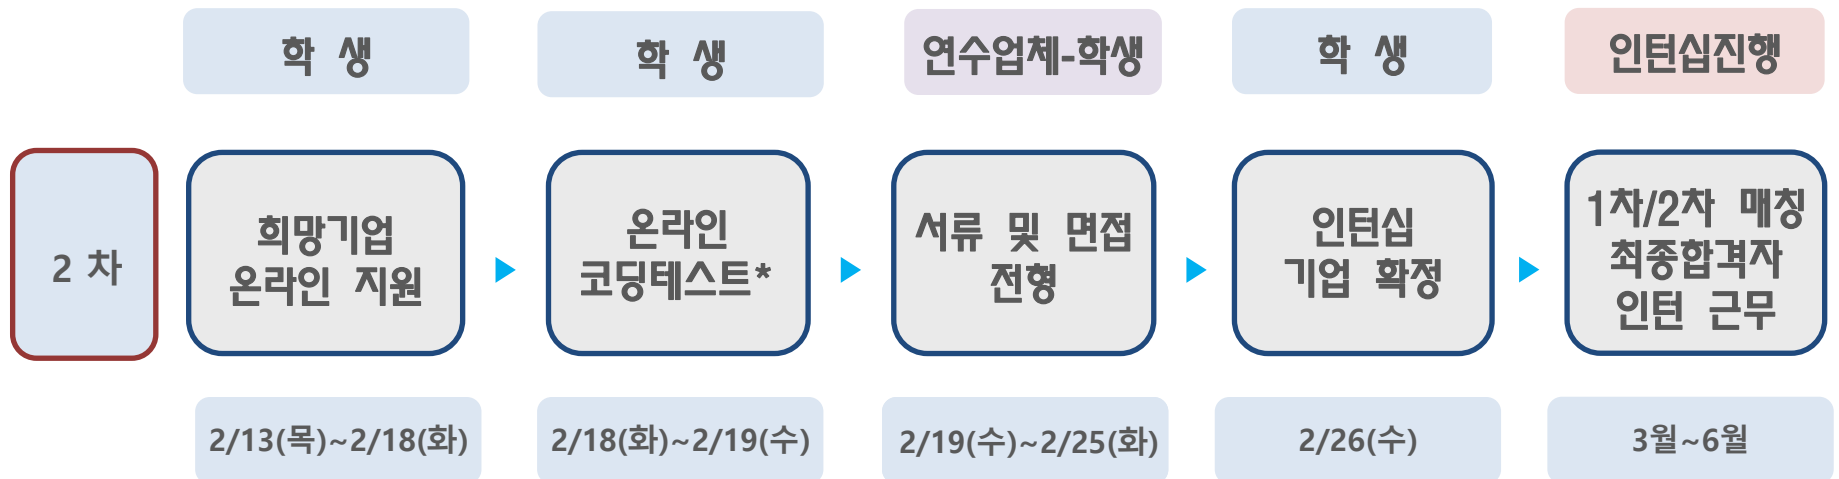 학 생
학 생
연수업체-학생
학 생
인턴십진행
2 차
희망기업
온라인 지원
온라인
코딩테스트*
서류 및 면접
전형
인턴십
기업 확정
1차/2차 매칭
최종합격자
인턴 근무
2/13(목)~2/18(화)
2/18(화)~2/19(수)
2/19(수)~2/25(화)
2/26(수)
3월~6월